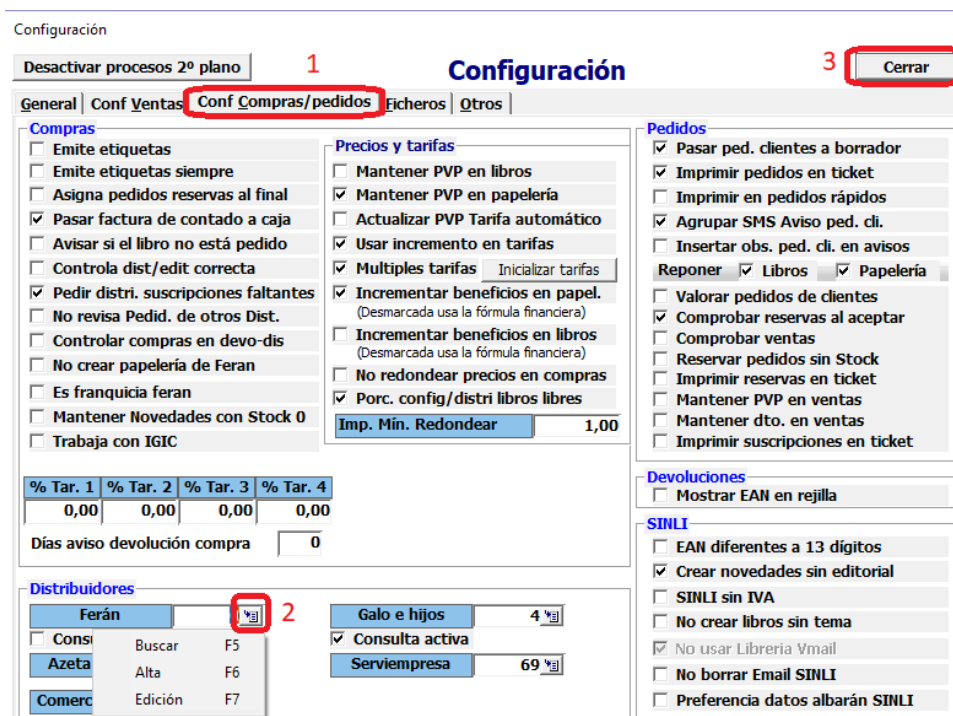 Configuración
Desactivar procesos 2º plano
1
Configuración
3
Cerrar
General
Conf Ventas
Conf Compras/pedidos
Ficheros
Otros
Compras
Emite etiquetas
Emite etiquetas siempre
Asigna pedidos reservas al final
Pasar factura de contado a caja
Avisar si el libro no está pedido
Controla dist/edit correcta
Pedir distri. suscripciones faltantes
No revisa Pedid. de otros Dist.
Controlar compras en devo-dis
No crear papelería de Feran
Es franquicia feran
Mantener Novedades con Stock 0
Trabaja con IGIC
Precios y tarifas
Mantener PVP en libros
Mantener PVP en papelería
Actualizar PVP Tarifa automático
Usar incremento en tarifas
Multiples tarifas
Inicializar tarifas
Incrementar beneficios en papel.
(Desmarcada usa la fórmula financiera)
Incrementar beneficios en libros
(Desmarcada usa la fórmula financiera)
No redondear precios en compras
Porc. config/distri libros libres
Imp. Mín. Redondear 1,00
% Tar. 1 % Tar. 2 % Tar. 3 % Tar. 4
0,00 0,00 0,00 0,00
Días aviso devolución compra 0
Pedidos
Pasar ped. clientes a borrador
Imprimir pedidos en ticket
Imprimir en pedidos rápidos
Agrupar SMS Aviso ped. cli.
Insertar obs. ped. cli. en avisos
Reponer Libros Papelería
Valorar pedidos de clientes
Comprobar reservas al aceptar
Comprobar ventas
Reservar pedidos sin Stock
Imprimir reservas en ticket
Mantener PVP en ventas
Mantener dto. en ventas
Imprimir suscripciones en ticket
Devoluciones
Mostrar EAN en rejilla
SINLI
EAN diferentes a 13 dígitos
Crear novedades sin editorial
SINLI sin IVA
No crear libros sin tema
No usar Libreria Vmail
No borrar Email SINLI
Preferencia datos albarán SINLI
Distribuidores
Ferán
2
Galo e hijos 4
Consulta activa
Azeta
Serviempresa 69
Comerc
Buscar F5
Alta F6
Edición F7